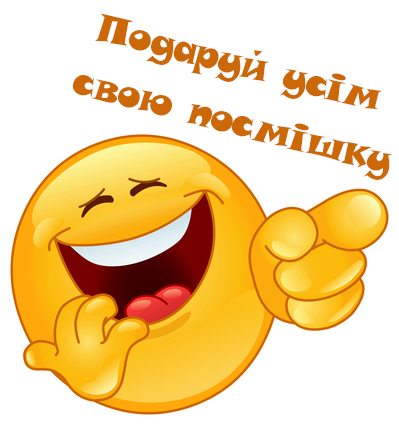 Подаруй усім
свою посмішку